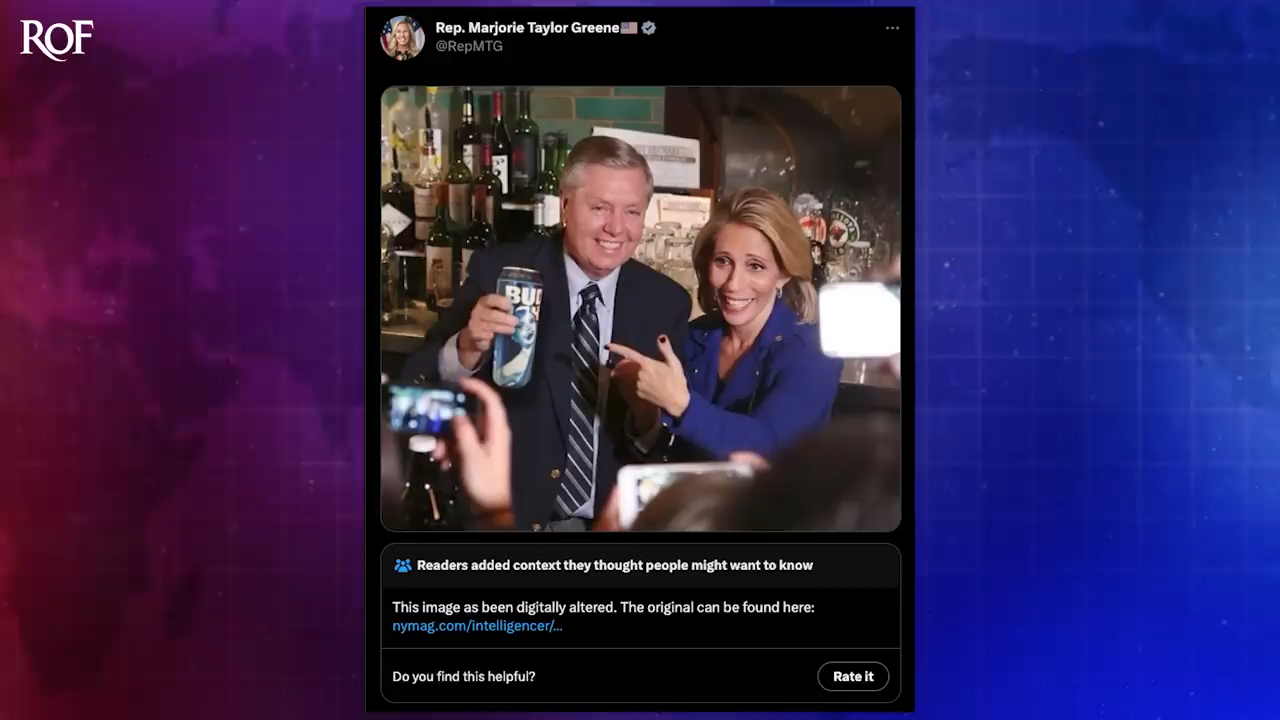 ROF
Rep. Marjorie Taylor Greene
@RepMTG
BUD
Readers added context they thought people might want to know
This image as been digitally altered. The original can be found here:
nymag.com/intelligencer/...
Do you find this helpful?
Rate it